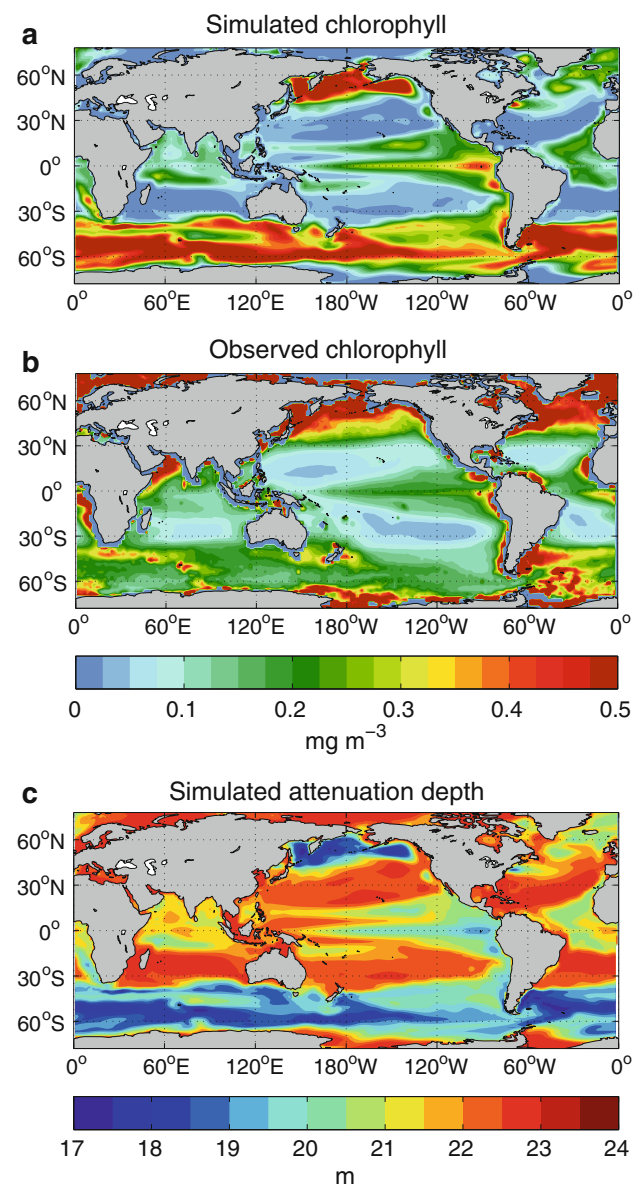 a
Simulated chlorophyll
60°N
30°N
0°
30°S
60°S
0° 60°E 120°E 180°W 120°W 60°W 0°
b
Observed chlorophyll
60°N
30°N
0°
30°S
60°S
0° 60°E 120°E 180°W 120°W 60°W 0°
0 0.1 0.2 0.3 0.4 0.5
mg m⁻³
c
Simulated attenuation depth
60°N
30°N
0°
30°S
60°S
0° 60°E 120°E 180°W 120°W 60°W 0°
17 18 19 20 21 22 23 24
m